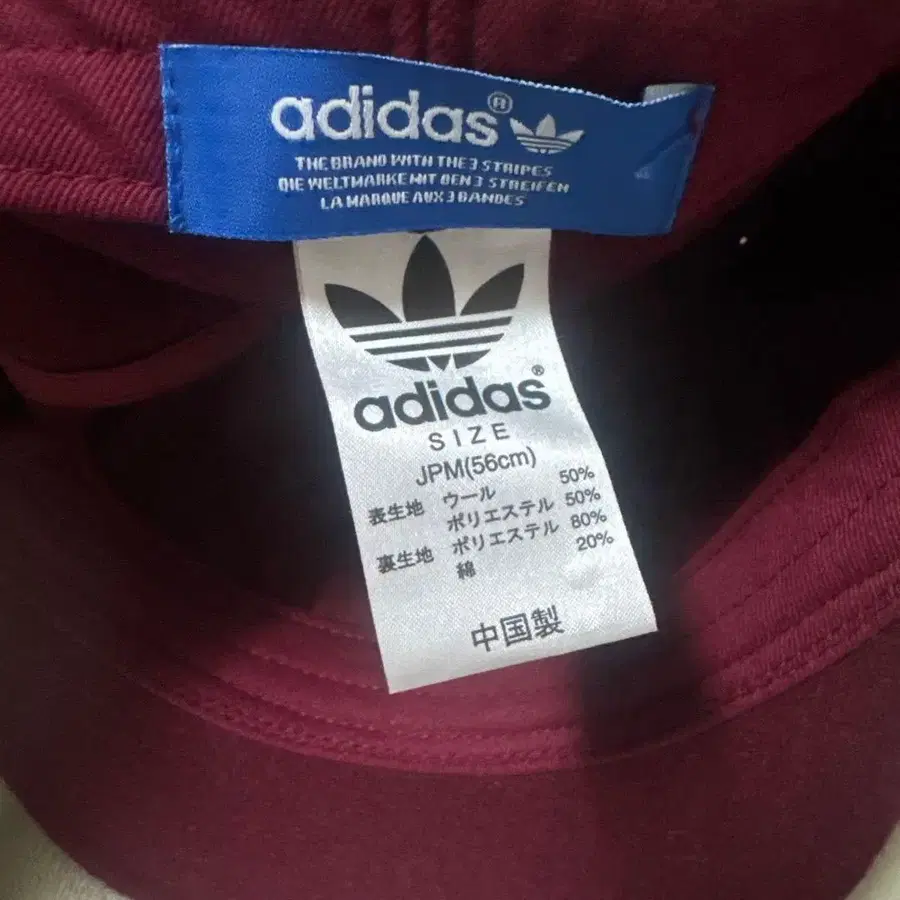 adidas®
THE BRAND WITH THE 3 STRIPES
DIE WELTMARKE MIT DEN 3 STREIFEN
LA MARQUE AUX 3 BANDES
adidas®
SIZE
JPM(56cm)
表生地 ウール 50%
ポリエステル 50%
裏生地 ポリエステル 80%
綿 20%
中国製